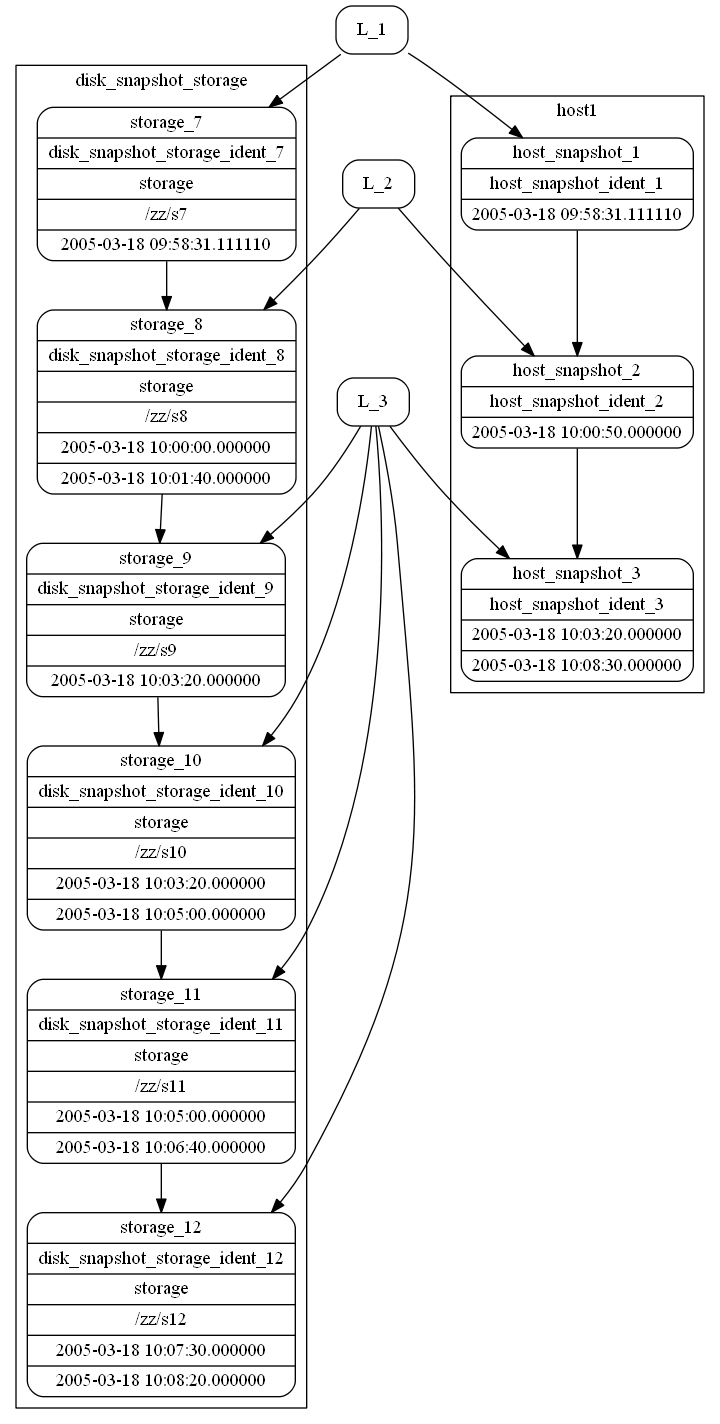 L_1
disk_snapshot_storage
storage_7
disk_snapshot_storage_ident_7
storage
/zz/s7
2005-03-18 09:58:31.111110
host1
host_snapshot_1
host_snapshot_ident_1
2005-03-18 09:58:31.111110
L_2
storage_8
disk_snapshot_storage_ident_8
storage
/zz/s8
2005-03-18 10:00:00.000000
2005-03-18 10:01:40.000000
host_snapshot_2
host_snapshot_ident_2
2005-03-18 10:00:50.000000
L_3
storage_9
disk_snapshot_storage_ident_9
storage
/zz/s9
2005-03-18 10:03:20.000000
host_snapshot_3
host_snapshot_ident_3
2005-03-18 10:03:20.000000
2005-03-18 10:08:30.000000
storage_10
disk_snapshot_storage_ident_10
storage
/zz/s10
2005-03-18 10:03:20.000000
2005-03-18 10:05:00.000000
storage_11
disk_snapshot_storage_ident_11
storage
/zz/s11
2005-03-18 10:05:00.000000
2005-03-18 10:06:40.000000
storage_12
disk_snapshot_storage_ident_12
storage
/zz/s12
2005-03-18 10:07:30.000000
2005-03-18 10:08:20.000000